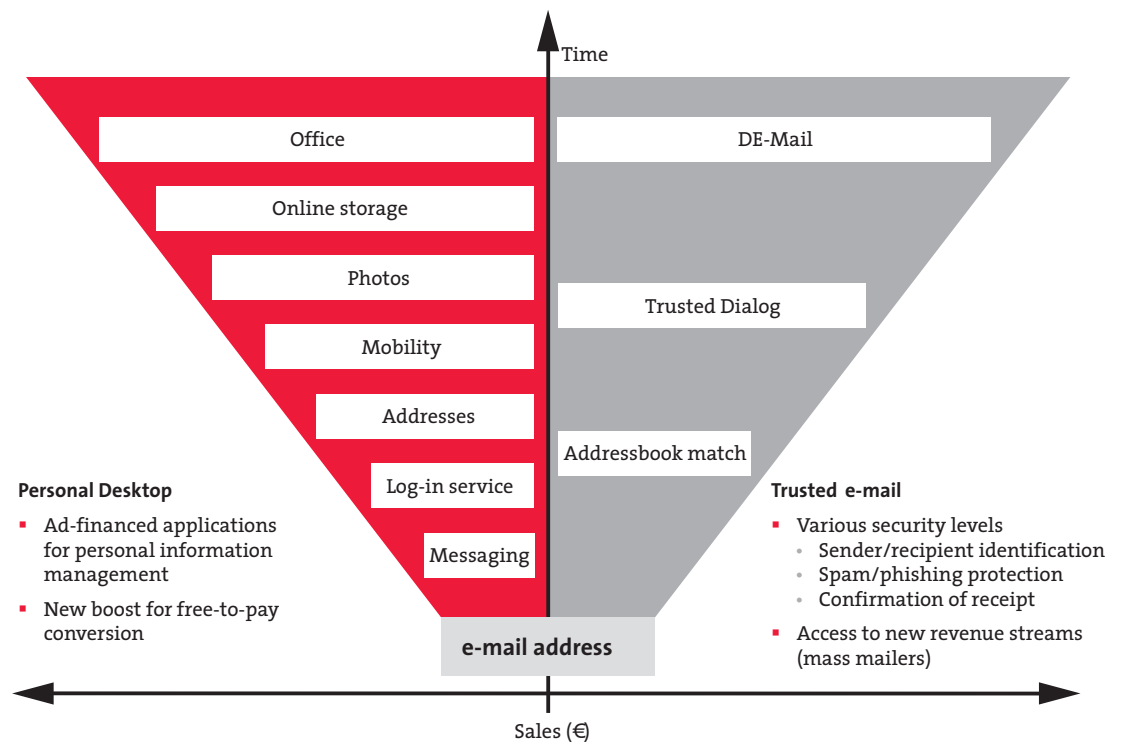 Time
Office
Online storage
Photos
Mobility
Addresses
Log-in service
Messaging
DE-Mail
Trusted Dialog
Addressbook match
Personal Desktop
Ad-financed applications
for personal information
management
New boost for free-to-pay
conversion
Trusted e-mail
Various security levels
Sender/recipient identification
Spam/phishing protection
Confirmation of receipt
Access to new revenue streams
(mass mailers)
e-mail address
Sales (€)